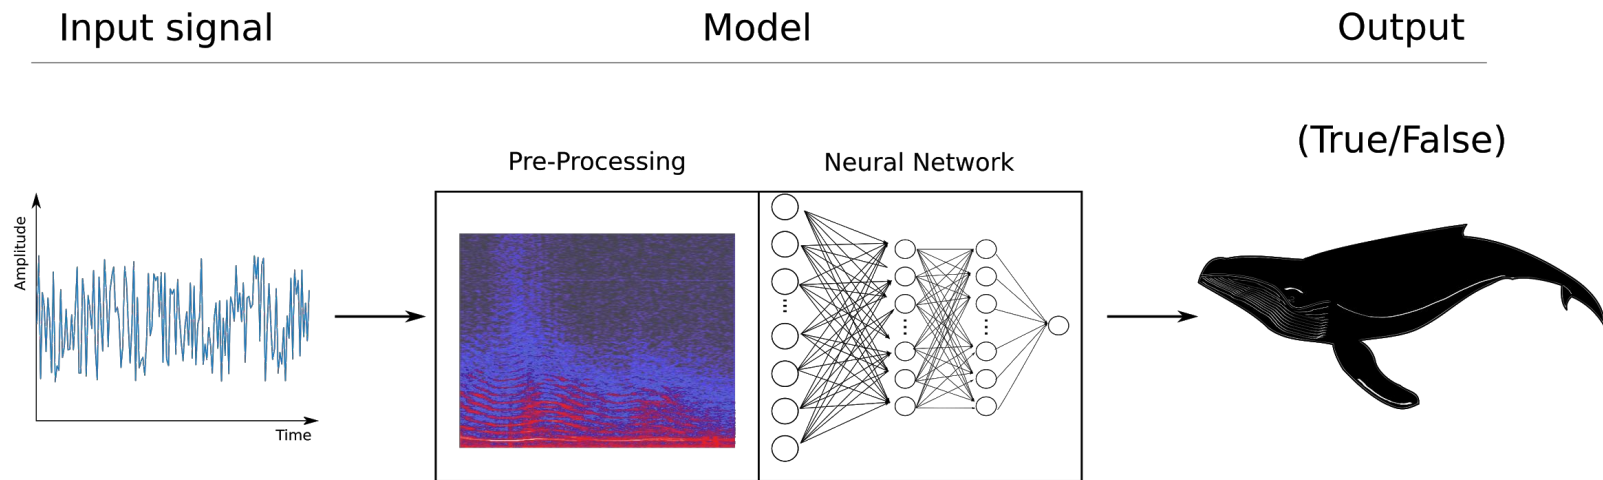 Input signal
Model
Output
(True/False)
Pre-Processing
Neural Network
Amplitude
Time